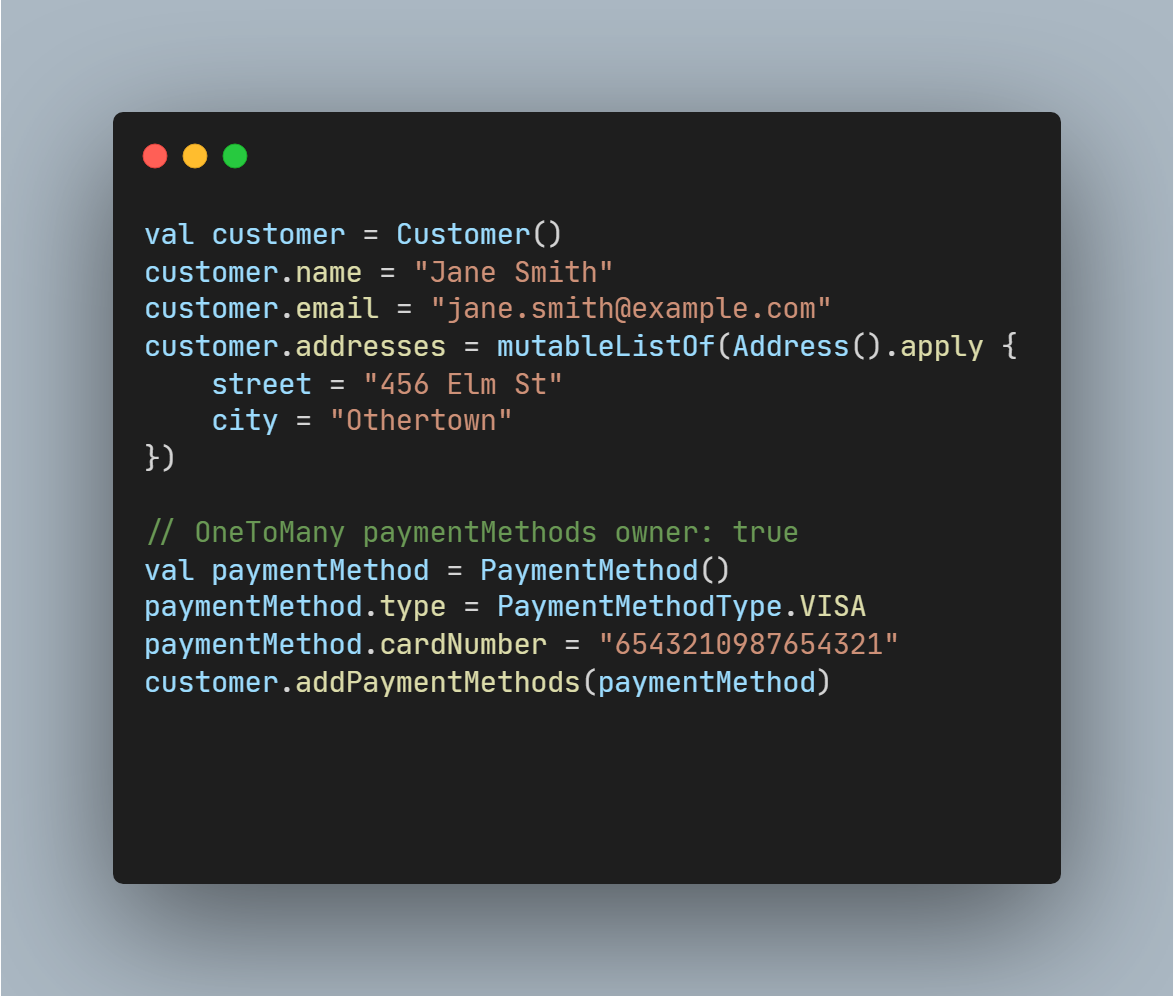 val customer = Customer()
customer.name = "Jane Smith"
customer.email = "jane.smith@example.com"
customer.addresses = mutableListOf(Address().apply {
    street = "456 Elm St"
    city = "Othertown"
})

// OneToMany paymentMethods owner: true
val paymentMethod = PaymentMethod()
paymentMethod.type = PaymentMethodType.VISA
paymentMethod.cardNumber = "6543210987654321"
customer.addPaymentMethods(paymentMethod)